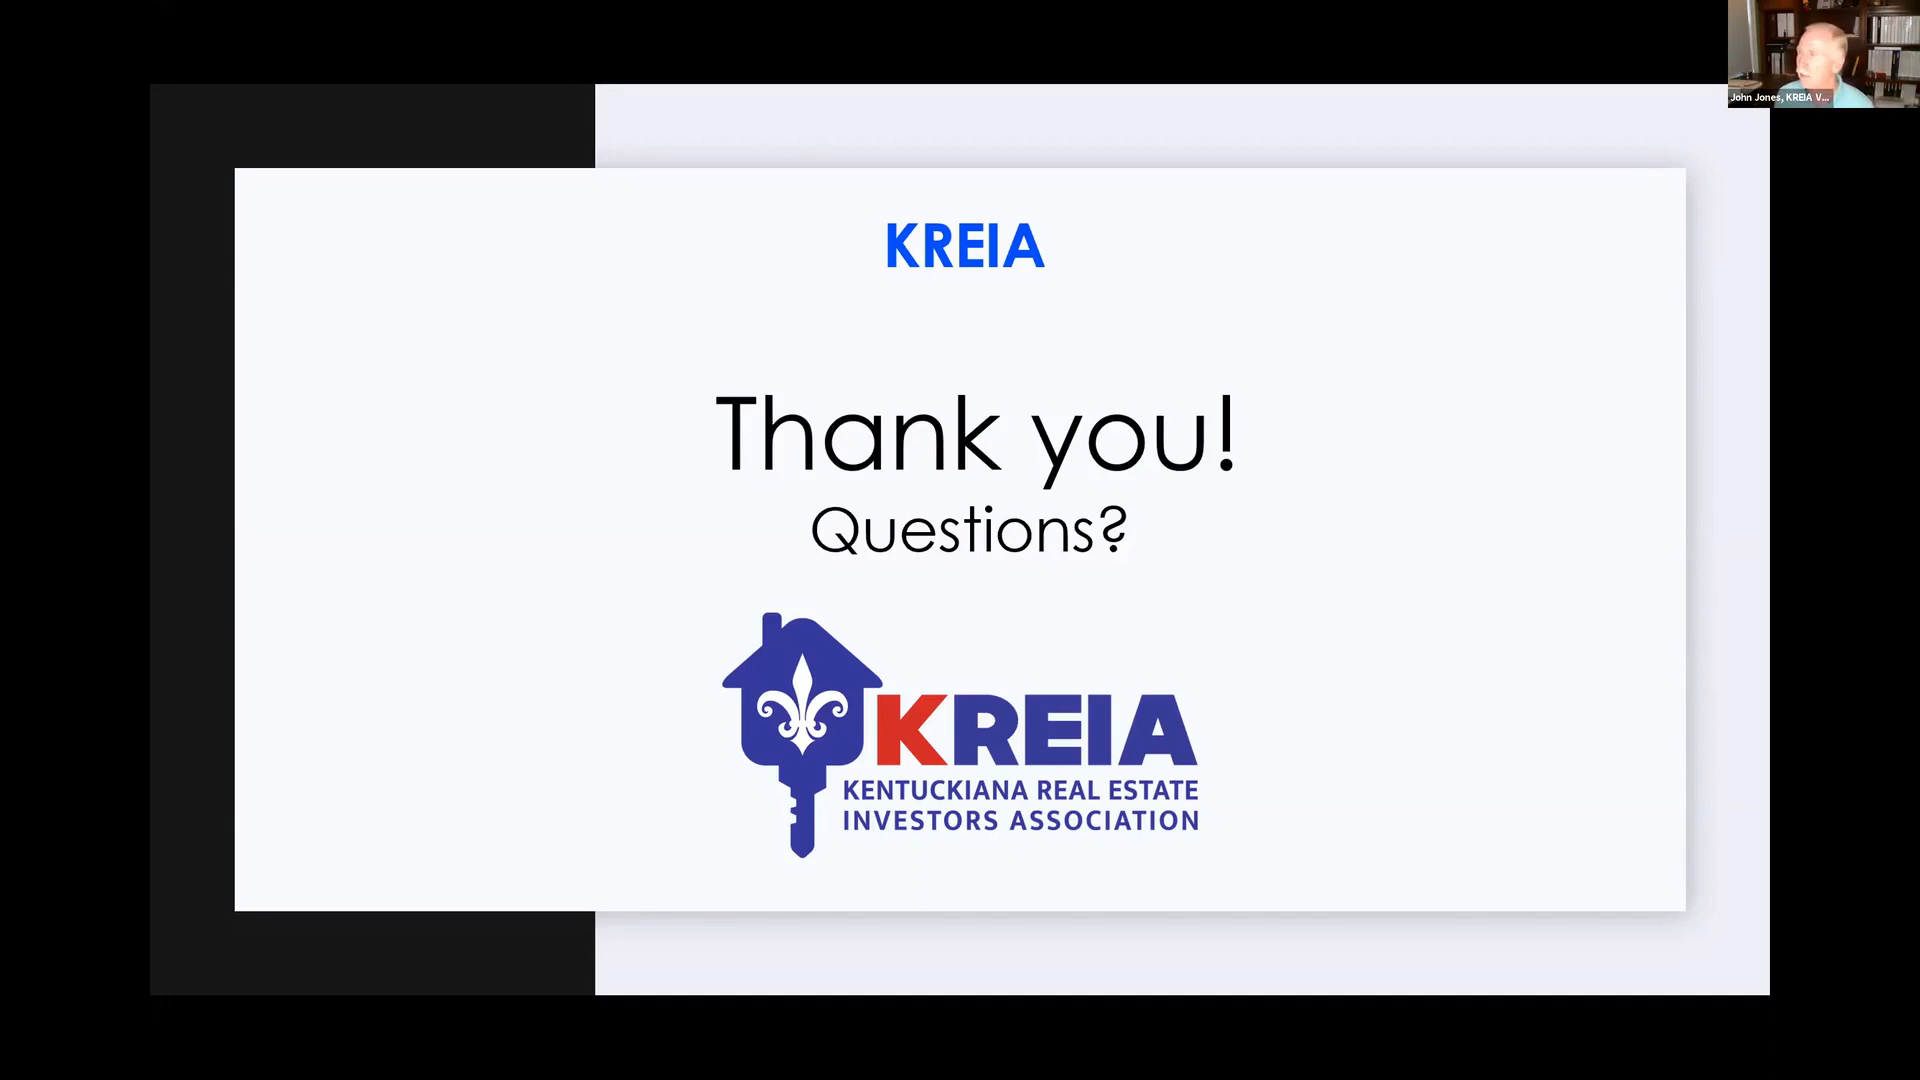 John Jones, KREIA V...
KREIA
Thank you!
Questions?
KREIA
KENTUCKIANA REAL ESTATE
INVESTORS ASSOCIATION